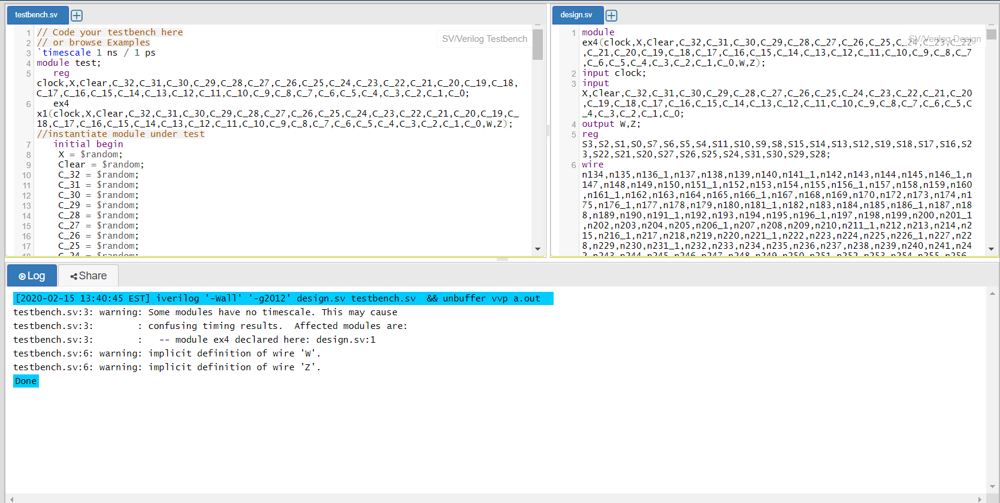 testbench.sv
SV/Verilog Testbench
1 // Code your testbench here
2 // or browse Examples
3 `timescale 1 ns / 1 ps
4 module test;
5 reg
clock,X,Clear,C_32,C_31,C_30,C_29,C_28,C_27,C_26,C_25,C_24,C_23,C_22,C_21,C_20,C_19,C_18,
C_17,C_16,C_15,C_14,C_13,C_12,C_11,C_10,C_9,C_8,C_7,C_6,C_5,C_4,C_3,C_2,C_1,C_0;
6 ex4
x1(clock,X,Clear,C_32,C_31,C_30,C_29,C_28,C_27,C_26,C_25,C_24,C_23,C_22,C_21,C_20,C_19,C_
18,C_17,C_16,C_15,C_14,C_13,C_12,C_11,C_10,C_9,C_8,C_7,C_6,C_5,C_4,C_3,C_2,C_1,C_0,W,Z);
//instantiate module under test
7 initial begin
8 X = $random;
9 Clear = $random;
10 C_32 = $random;
11 C_31 = $random;
12 C_30 = $random;
13 C_29 = $random;
14 C_28 = $random;
15 C_27 = $random;
16 C_26 = $random;
17 C_25 = $random;
18 C_24 = $random;
design.sv
SV/Verilog Design
1 module
ex4(clock,X,Clear,C_32,C_31,C_30,C_29,C_28,C_27,C_26,C_25,C_24,C_23,C_22
,C_21,C_20,C_19,C_18,C_17,C_16,C_15,C_14,C_13,C_12,C_11,C_10,C_9,C_8,C_7
,C_6,C_5,C_4,C_3,C_2,C_1,C_0,W,Z);
2 input clock;
3 input
X,Clear,C_32,C_31,C_30,C_29,C_28,C_27,C_26,C_25,C_24,C_23,C_22,C_21,C_20
,C_19,C_18,C_17,C_16,C_15,C_14,C_13,C_12,C_11,C_10,C_9,C_8,C_7,C_6,C_5,C
_4,C_3,C_2,C_1,C_0;
4 output W,Z;
5 reg
S3,S2,S1,S0,S7,S6,S5,S4,S11,S10,S9,S8,S15,S14,S13,S12,S19,S18,S17,S16,S2
3,S22,S21,S20,S27,S26,S25,S24,S31,S30,S29,S28;
6 wire
n134,n135,n136_1,n137,n138,n139,n140,n141_1,n142,n143,n144,n145,n146_1,n
147,n148,n149,n150,n151_1,n152,n153,n154,n155,n156_1,n157,n158,n159,n160
,n161_1,n162,n163,n164,n165,n166_1,n167,n168,n169,n170,n172,n173,n174,n1
75,n176_1,n177,n178,n179,n180,n181_1,n182,n183,n184,n185,n186_1,n187,n18
8,n189,n190,n191_1,n192,n193,n194,n195,n196_1,n197,n198,n199,n200,n201_1
,n202,n203,n204,n205,n206_1,n207,n208,n209,n210,n211_1,n212,n213,n214,n2
15,n216_1,n217,n218,n219,n220,n221_1,n222,n223,n224,n225,n226_1,n227,n22
8,n229,n230,n231_1,n232,n233,n234,n235,n236,n237,n238,n239,n240,n241,n24
2,n243,n244,n245,n246,n247,n248,n249,n250,n251,n252,n253,n254,n255,n256,
Log
Share
[2020-02-15 13:40:45 EST] iverilog '-Wall' '-g2012' design.sv testbench.sv && unbuffer vvp a.out
testbench.sv:3: warning: Some modules have no timescale. This may cause
testbench.sv:3: : confusing timing results. Affected modules are:
testbench.sv:3: : -- module ex4 declared here: design.sv:1
testbench.sv:6: warning: implicit definition of wire 'W'.
testbench.sv:6: warning: implicit definition of wire 'Z'.
Done